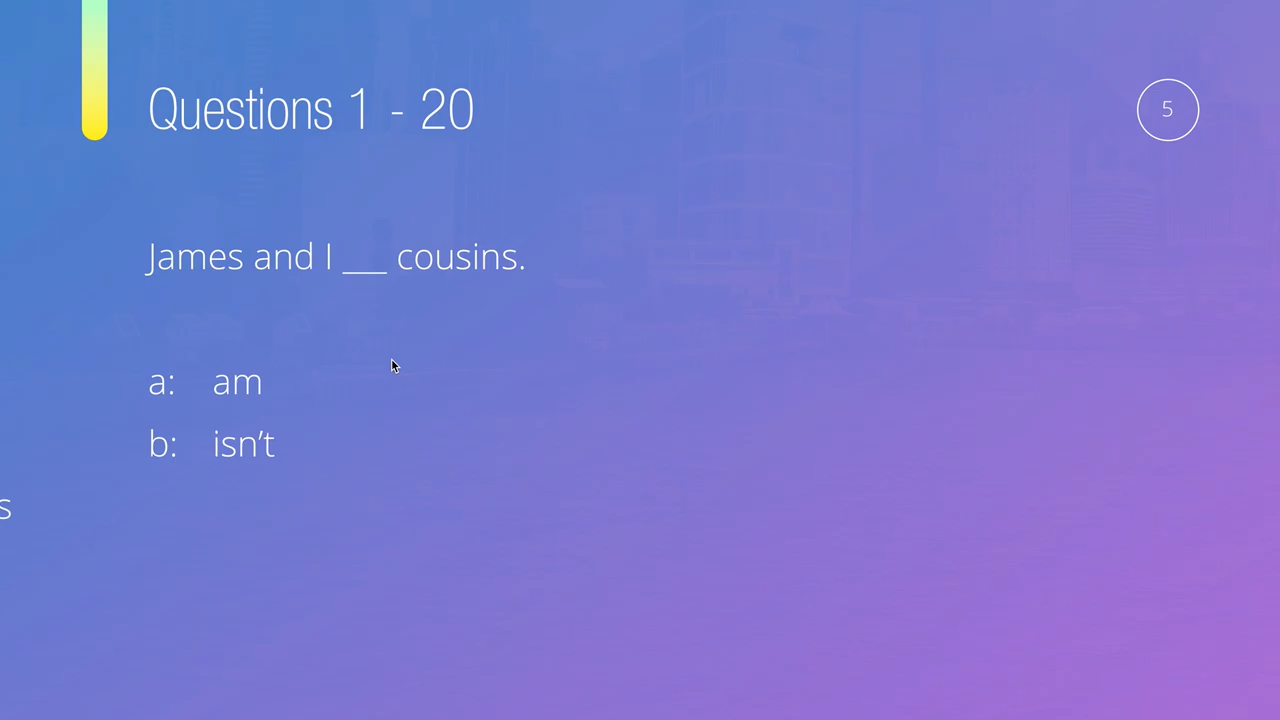 Questions 1 - 20
5
James and I ___ cousins.
a: am
b: isn’t
s